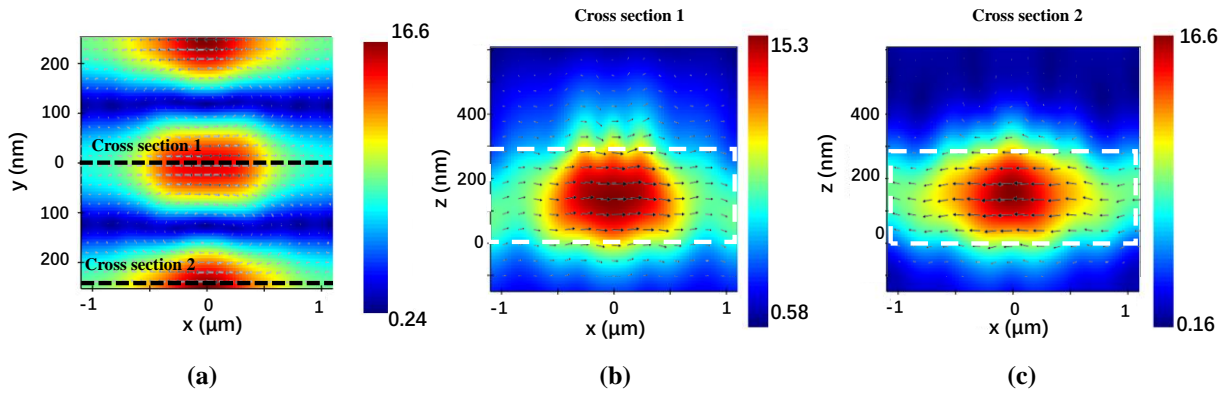 Cross section 1
Cross section 2
16.6
15.3
16.6
200
100
0
100
200
y (nm)
Cross section 1
Cross section 2
-1
0
1
x (μm)
0.24
400
200
0
z (nm)
-1
0
1
x (μm)
0.58
400
200
0
z (nm)
-1
0
1
x (μm)
0.16
(a)
(b)
(c)